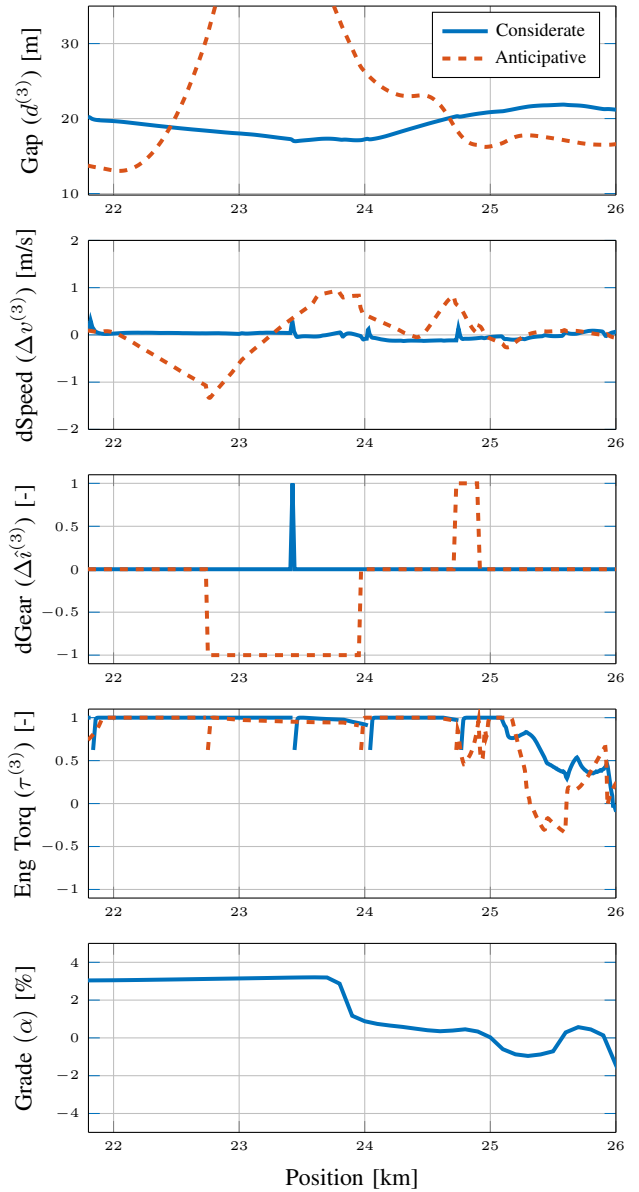 Considerate
Anticipative
30
20
10
Gap (d⁽³⁾) [m]
22 23 24 25 26
2
1
0
−1
−2
dSpeed (Δv⁽³⁾) [m/s]
22 23 24 25 26
1
0.5
0
−0.5
−1
dGear (Δî⁽³⁾) [-]
22 23 24 25 26
1
0.5
0
−0.5
−1
Eng Torq (τ⁽³⁾) [-]
22 23 24 25 26
4
2
0
−2
−4
Grade (α) [%]
22 23 24 25 26
Position [km]